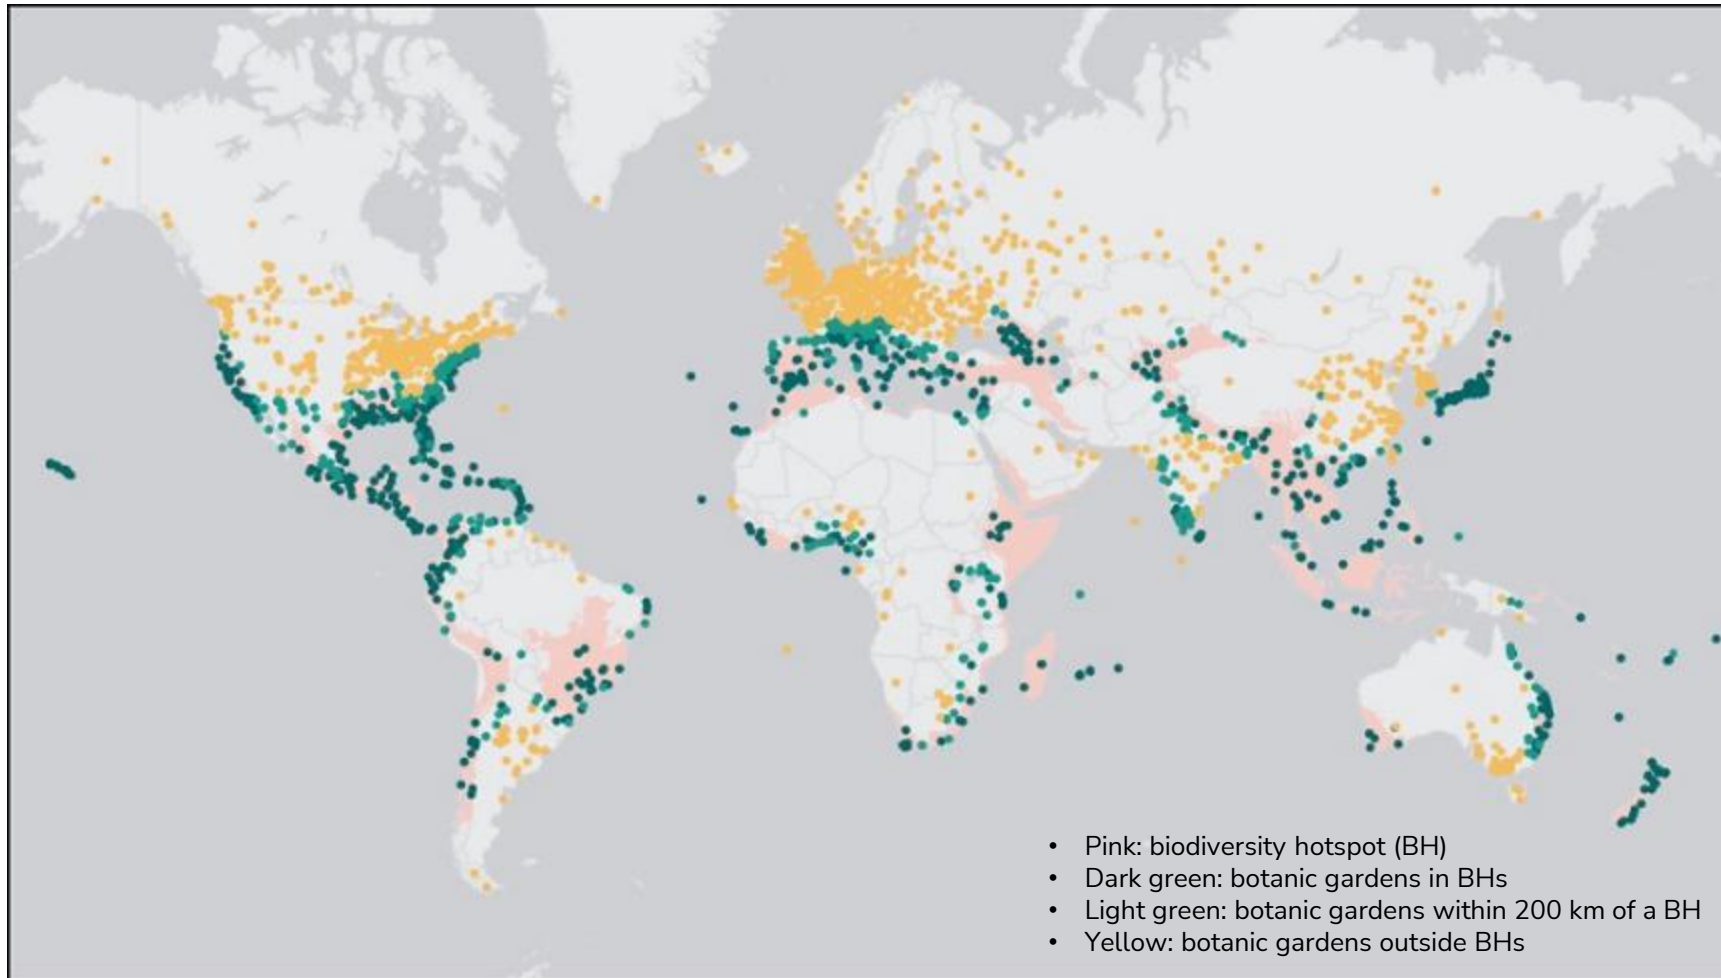 • Pink: biodiversity hotspot (BH)
• Dark green: botanic gardens in BHs
• Light green: botanic gardens within 200 km of a BH
• Yellow: botanic gardens outside BHs